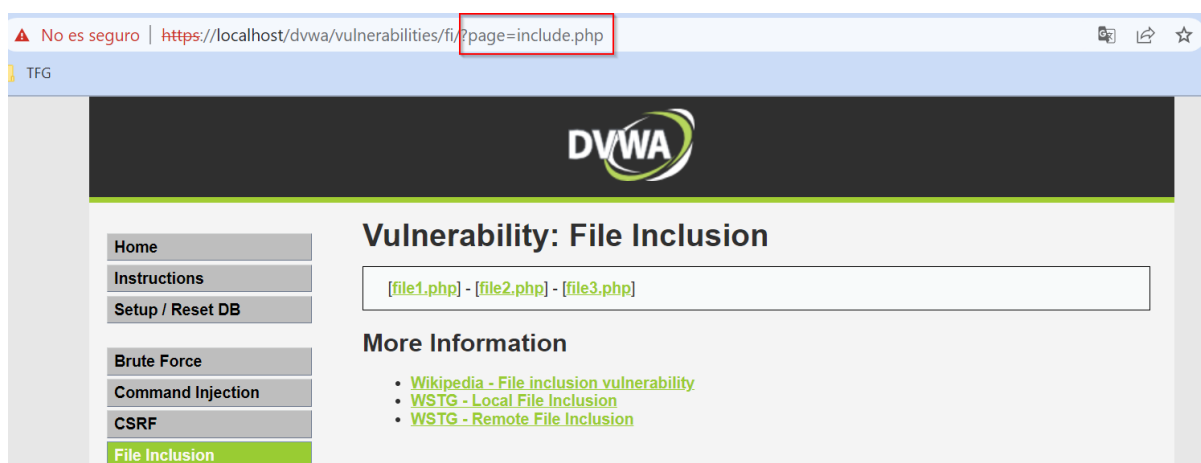 No es seguro | https://localhost/dvwa/vulnerabilities/fi/?page=include.php
TFG
DVWA
Home
Instructions
Setup / Reset DB
Brute Force
Command Injection
CSRF
File Inclusion
Vulnerability: File Inclusion
[file1.php] - [file2.php] - [file3.php]
More Information
• Wikipedia - File inclusion vulnerability
• WSTG - Local File Inclusion
• WSTG - Remote File Inclusion